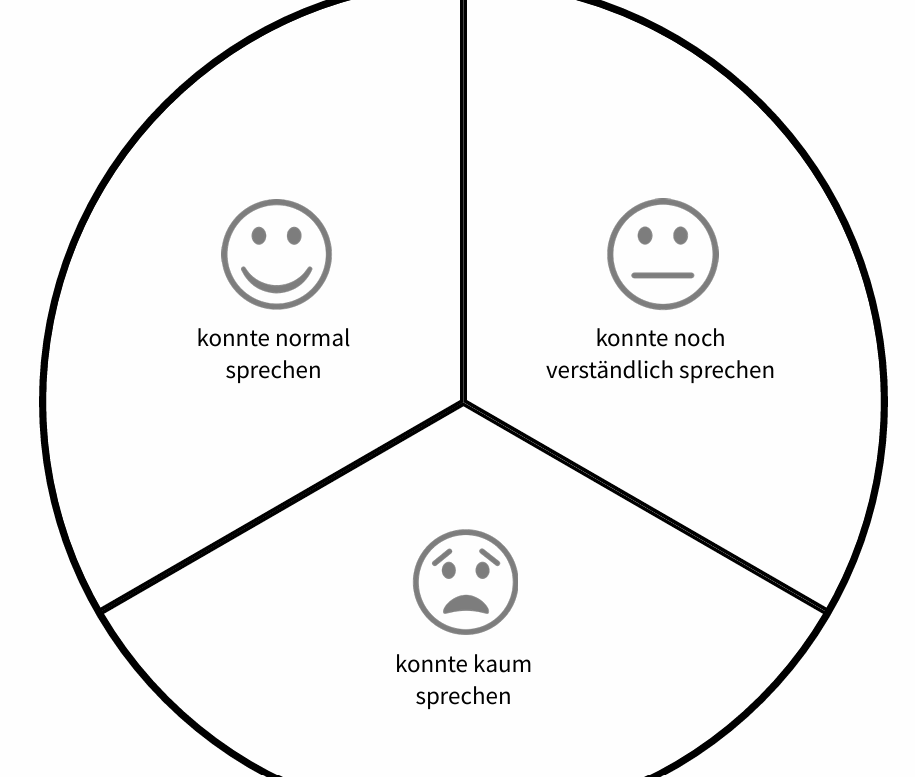 konnte normal
sprechen
konnte noch
verständlich sprechen
konnte kaum
sprechen